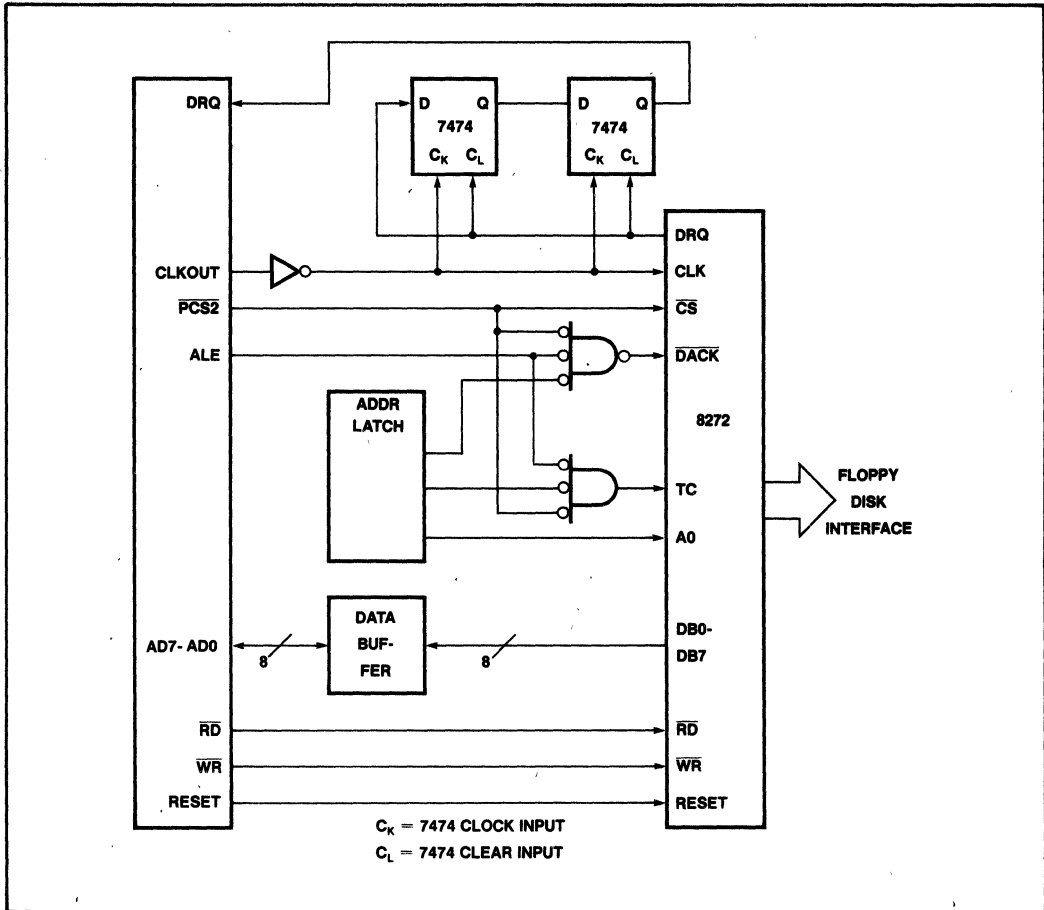 DRQ
D Q
7474
CK CL
D Q
7474
CK CL
DRQ
CLKOUT
CLK
PCS2
CS
ALE
DACK
ADDR
LATCH
8272
TC
FLOPPY
DISK
INTERFACE
A0
DATA
BUF-
FER
AD7- AD0
8
8
DB0-
DB7
RD
RD
WR
WR
RESET
RESET
CK = 7474 CLOCK INPUT
CL = 7474 CLEAR INPUT